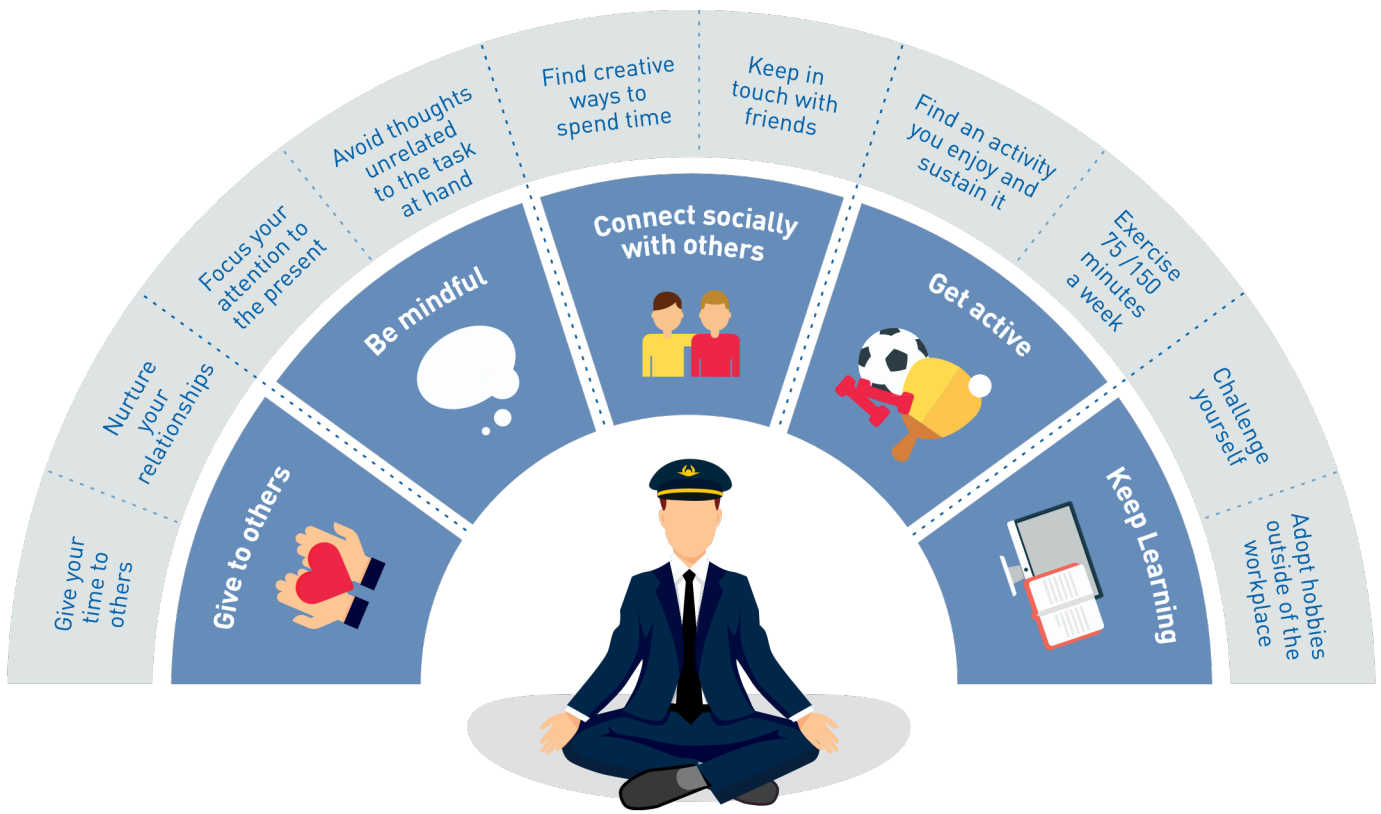 Give your
time to
others
Nurture
your
relationships
Focus your
attention to
the present
Avoid thoughts
unrelated
to the task
at hand
Find creative
ways to
spend time
Keep in
touch with
friends
Find an activity
you enjoy and
sustain it
Exercise
75 /150
minutes
a week
Challenge
yourself
Adopt hobbies
outside of the
workplace
Give to others
Be mindful
Connect socially
with others
Get active
Keep Learning